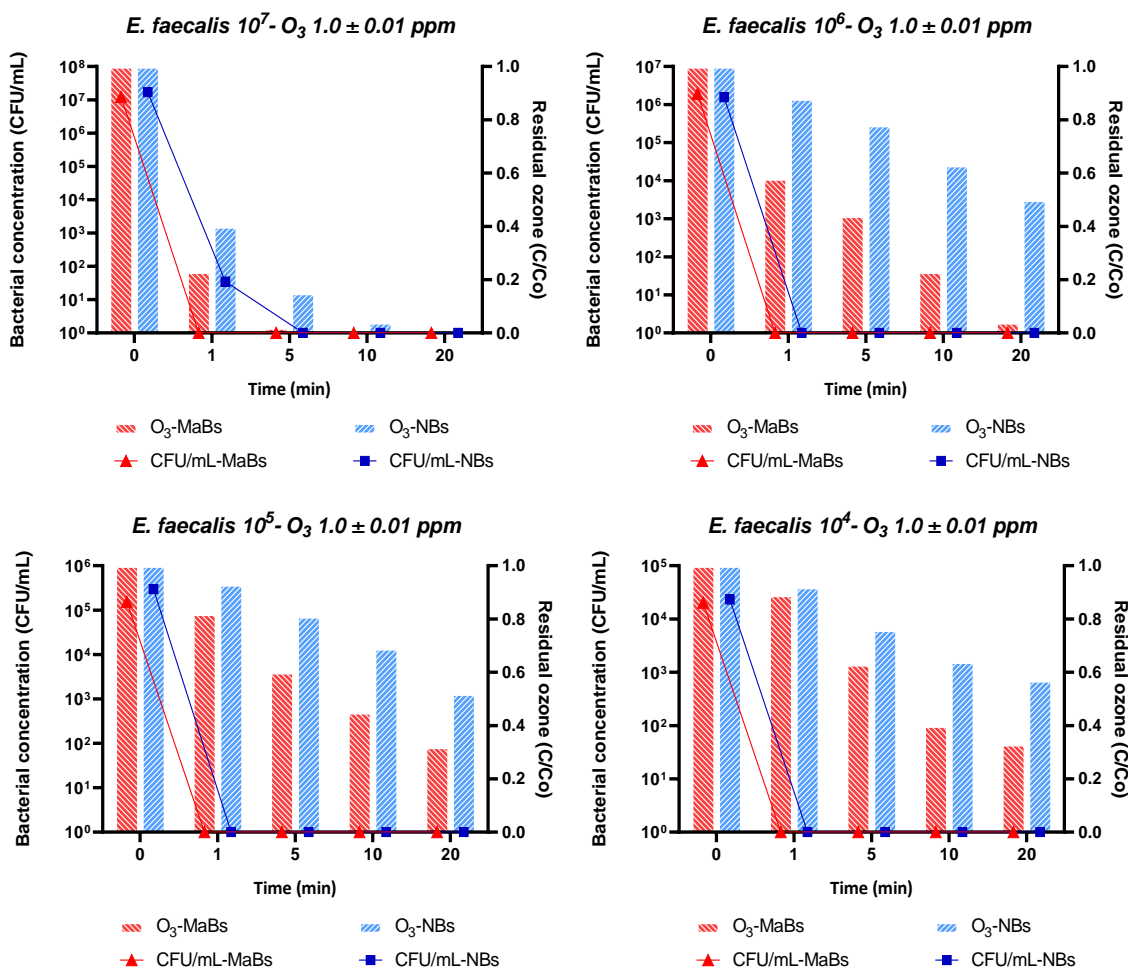 E. faecalis 10⁷- O₃ 1.0 ± 0.01 ppm
Bacterial concentration (CFU/mL)
10⁸
10⁷
10⁶
10⁵
10⁴
10³
10²
10¹
10⁰
1.0
0.8
0.6
0.4
0.2
0.0
Residual ozone (C/Co)
0 1 5 10 20
Time (min)
O₃-MaBs O₃-NBs
CFU/mL-MaBs CFU/mL-NBs
E. faecalis 10⁶- O₃ 1.0 ± 0.01 ppm
Bacterial concentration (CFU/mL)
10⁷
10⁶
10⁵
10⁴
10³
10²
10¹
10⁰
1.0
0.8
0.6
0.4
0.2
0.0
Residual ozone (C/Co)
0 1 5 10 20
Time (min)
O₃-MaBs O₃-NBs
CFU/mL-MaBs CFU/mL-NBs
E. faecalis 10⁵- O₃ 1.0 ± 0.01 ppm
Bacterial concentration (CFU/mL)
10⁶
10⁵
10⁴
10³
10²
10¹
10⁰
1.0
0.8
0.6
0.4
0.2
0.0
Residual ozone (C/Co)
0 1 5 10 20
Time (min)
O₃-MaBs O₃-NBs
CFU/mL-MaBs CFU/mL-NBs
E. faecalis 10⁴- O₃ 1.0 ± 0.01 ppm
Bacterial concentration (CFU/mL)
10⁵
10⁴
10³
10²
10¹
10⁰
1.0
0.8
0.6
0.4
0.2
0.0
Residual ozone (C/Co)
0 1 5 10 20
Time (min)
O₃-MaBs O₃-NBs
CFU/mL-MaBs CFU/mL-NBs